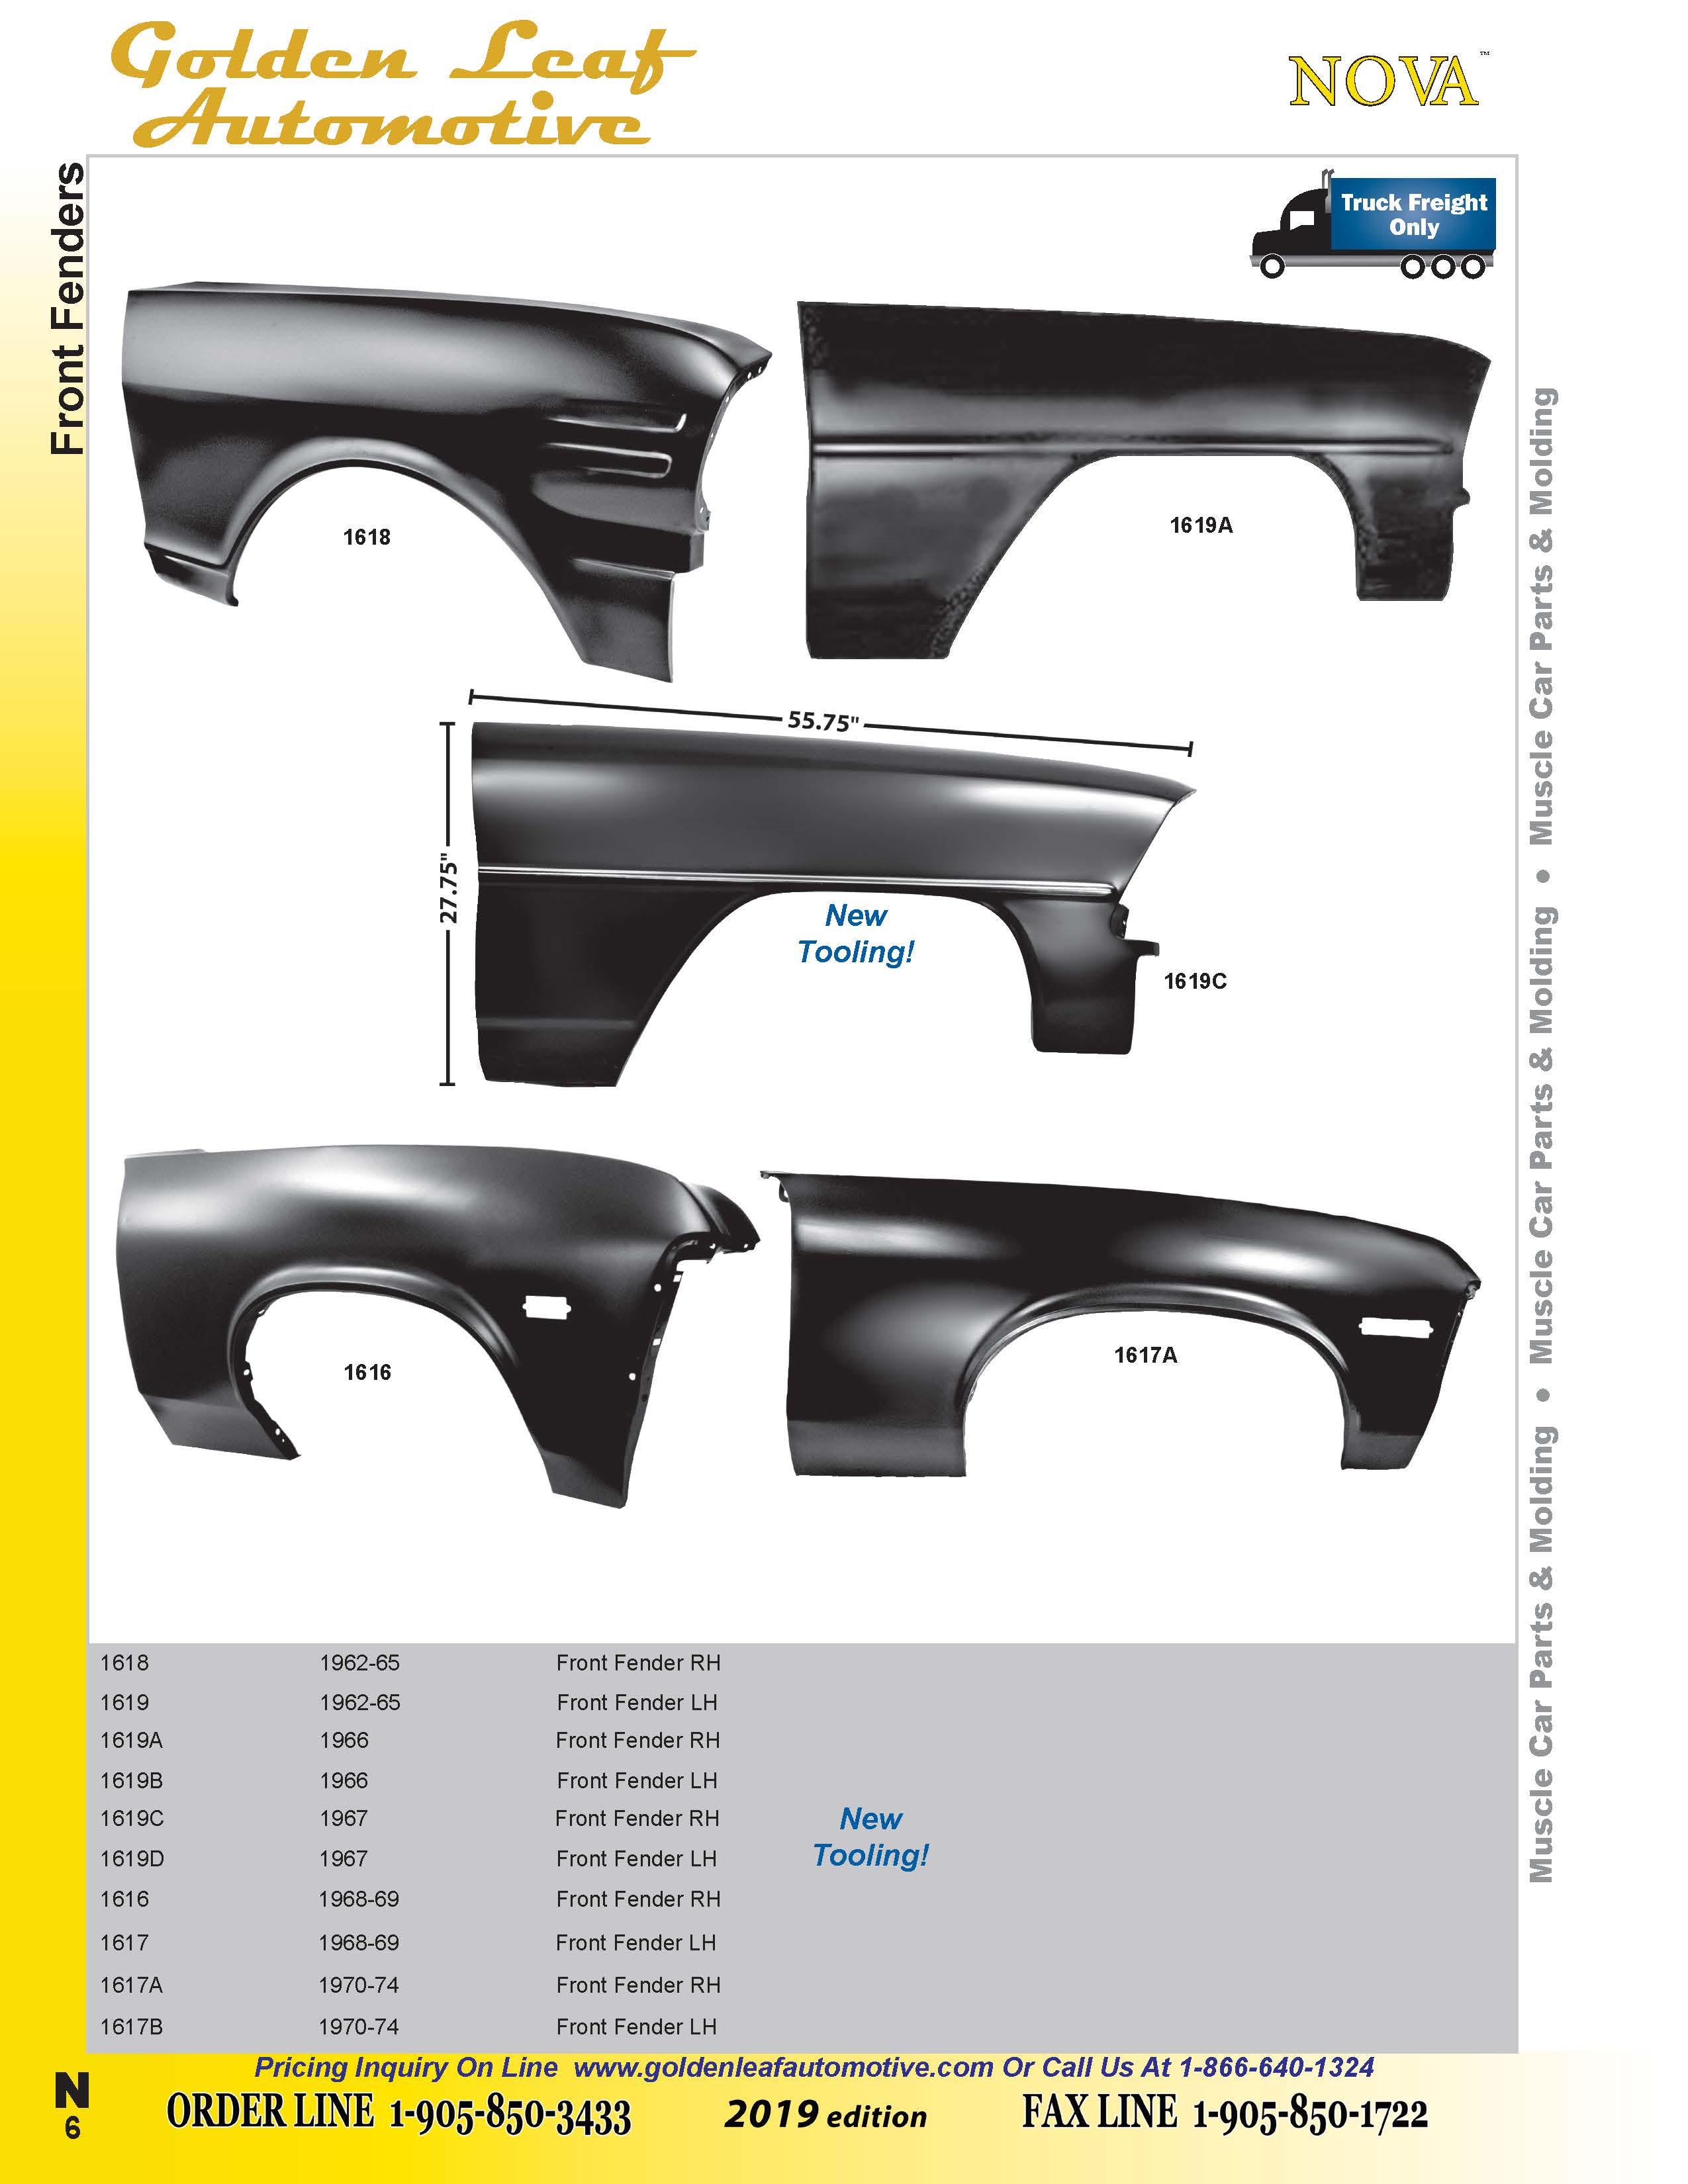 Golden Leaf
Automotive
NOVA™
Front Fenders
Truck Freight
Only
1618
1619A
55.75"
27.75"
New
Tooling!
1619C
1616
1617A
Muscle Car Parts & Molding • Muscle Car Parts & Molding • Muscle Car Parts & Molding
1618 1962-65 Front Fender RH
1619 1962-65 Front Fender LH
1619A 1966 Front Fender RH
1619B 1966 Front Fender LH
1619C 1967 Front Fender RH
1619D 1967 Front Fender LH
New
Tooling!
1616 1968-69 Front Fender RH
1617 1968-69 Front Fender LH
1617A 1970-74 Front Fender RH
1617B 1970-74 Front Fender LH
Pricing Inquiry On Line www.goldenleafautomotive.com Or Call Us At 1-866-640-1324
N
6
ORDER LINE 1-905-850-3433 2019 edition FAX LINE 1-905-850-1722